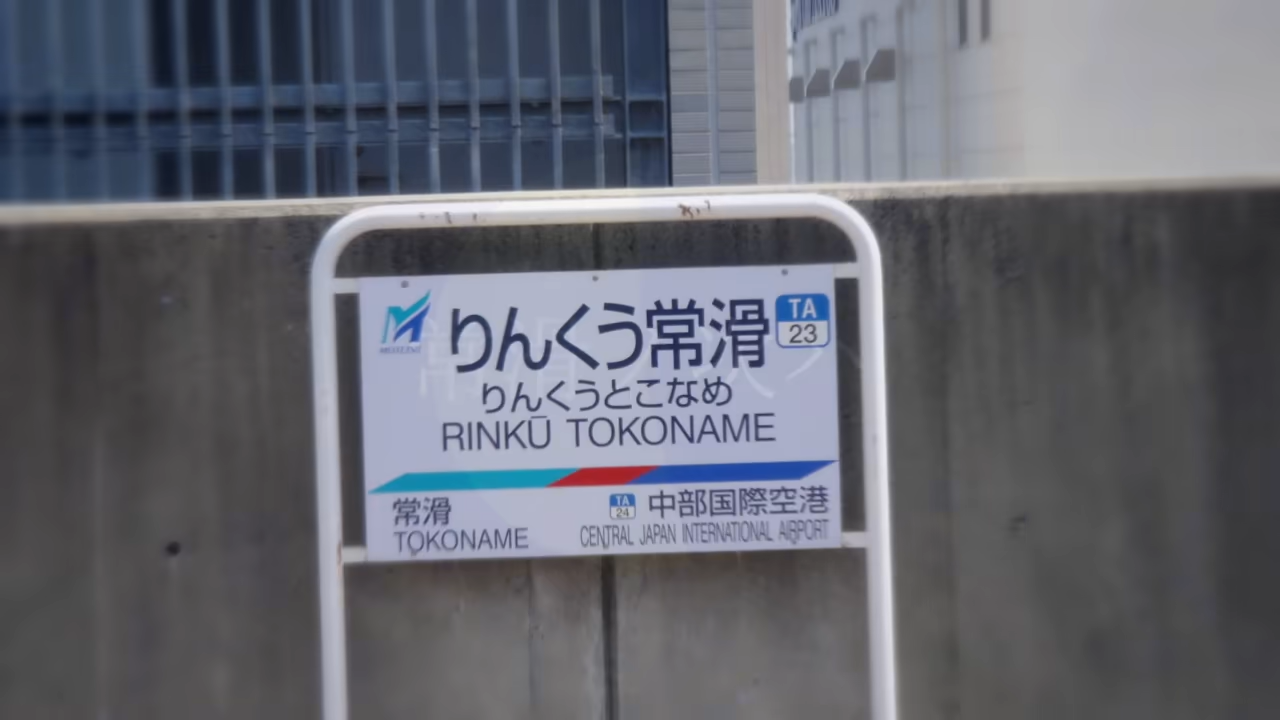 りんくう常滑
TA
23
りんくうとこなめ
RINKŪ TOKONAME
常滑
TOKONAME
TA
24
中部国際空港
CENTRAL JAPAN INTERNATIONAL AIRPORT